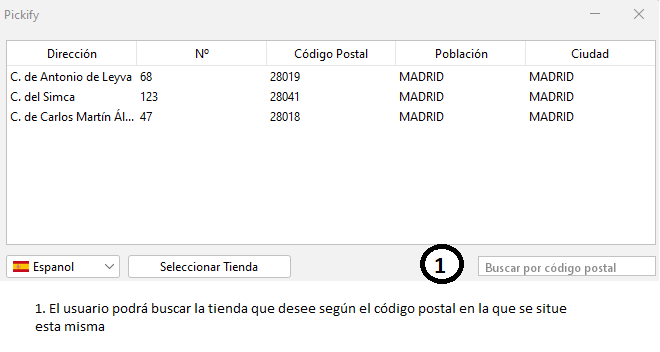 Pickify
Dirección Nº Código Postal Población Ciudad
C. de Antonio de Leyva 68 28019 MADRID MADRID
C. del Simca 123 28041 MADRID MADRID
C. de Carlos Martín Ál... 47 28018 MADRID MADRID
Espanol Seleccionar Tienda 1 Buscar por código postal
1. El usuario podrá buscar la tienda que desee según el código postal en la que se situe
esta misma